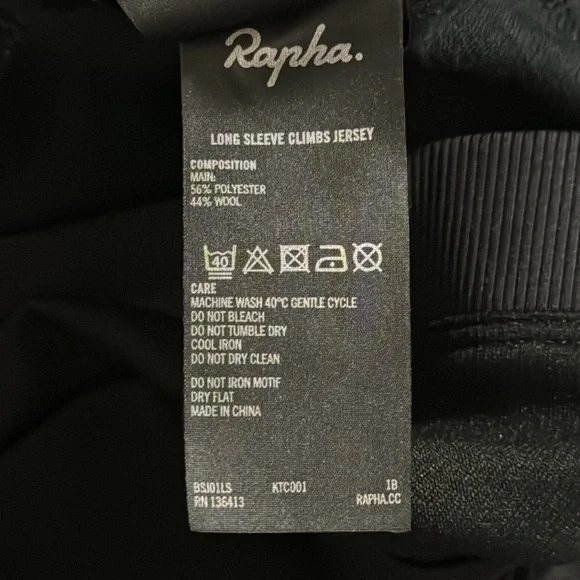 Rapha.
LONG SLEEVE CLIMBS JERSEY
COMPOSITION
MAIN:
56% POLYESTER
44% WOOL
40
CARE
MACHINE WASH 40°C GENTLE CYCLE
DO NOT BLEACH
DO NOT TUMBLE DRY
COOL IRON
DO NOT DRY CLEAN
DO NOT IRON MOTIF
DRY FLAT
MADE IN CHINA
BSJ01LS KTC001 1B
RN 136413 RAPHA.CC